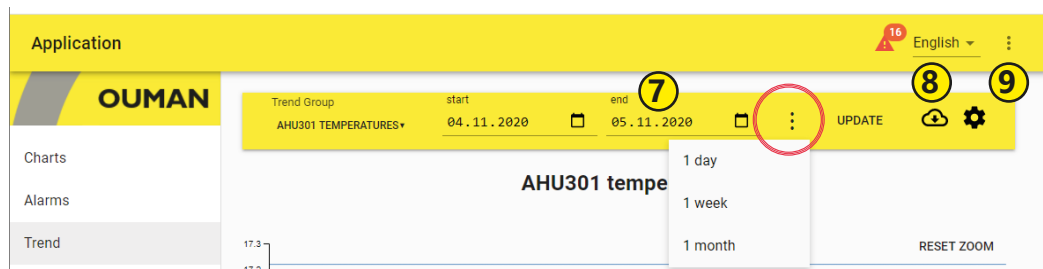 Application
16
English
OUMAN
7
8
9
Trend Group
start
end
AHU301 TEMPERATURES
04.11.2020
05.11.2020
UPDATE
Charts
1 day
AHU301 tempe
Alarms
1 week
Trend
17.3
1 month
RESET ZOOM